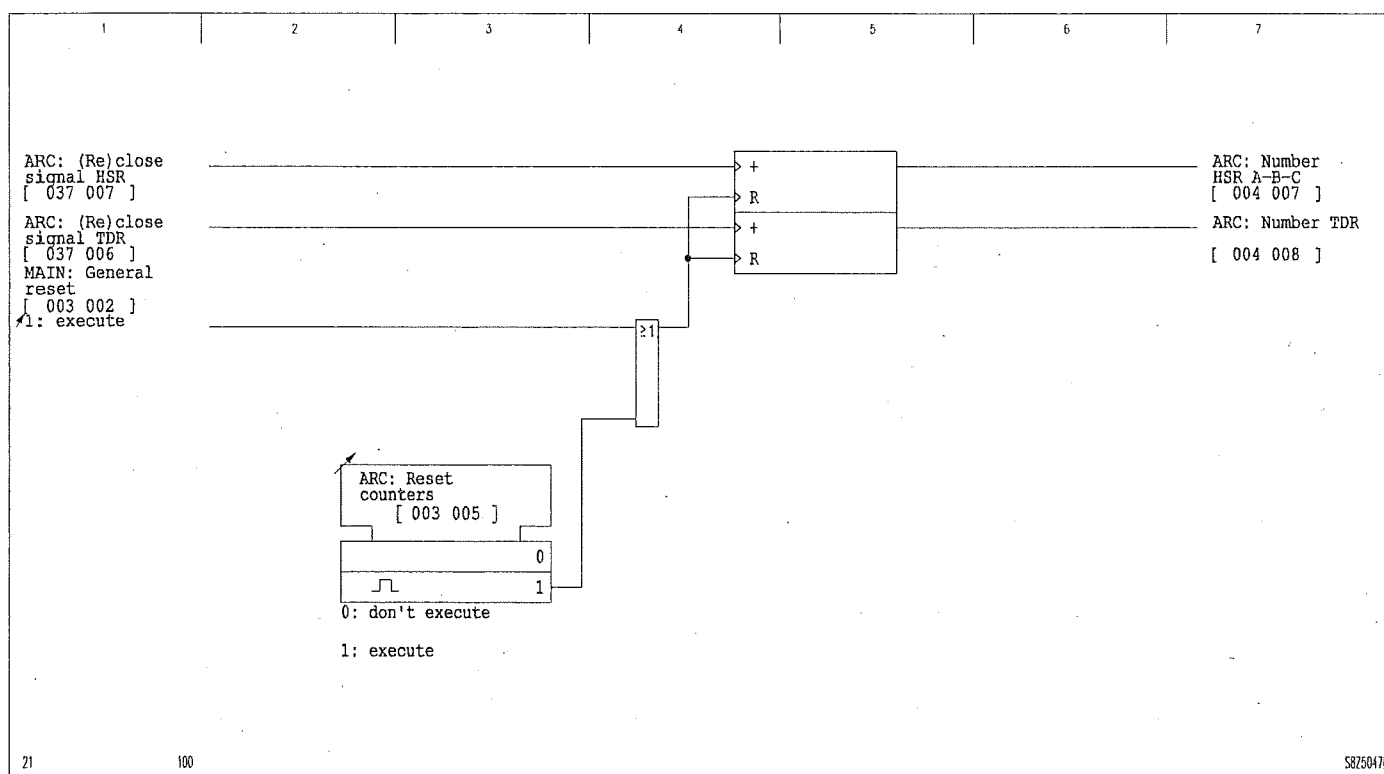 1 2 3 4 5 6 7
ARC: (Re)close
signal HSR
[ 037 007 ]
ARC: (Re)close
signal TDR
[ 037 006 ]
MAIN: General
reset
[ 003 002 ]
1: execute
+
R
+
R
≥1
ARC: Number
HSR A-B-C
[ 004 007 ]
ARC: Number TDR
[ 004 008 ]
ARC: Reset
counters
[ 003 005 ]
0
1
0: don't execute
1: execute
21 100